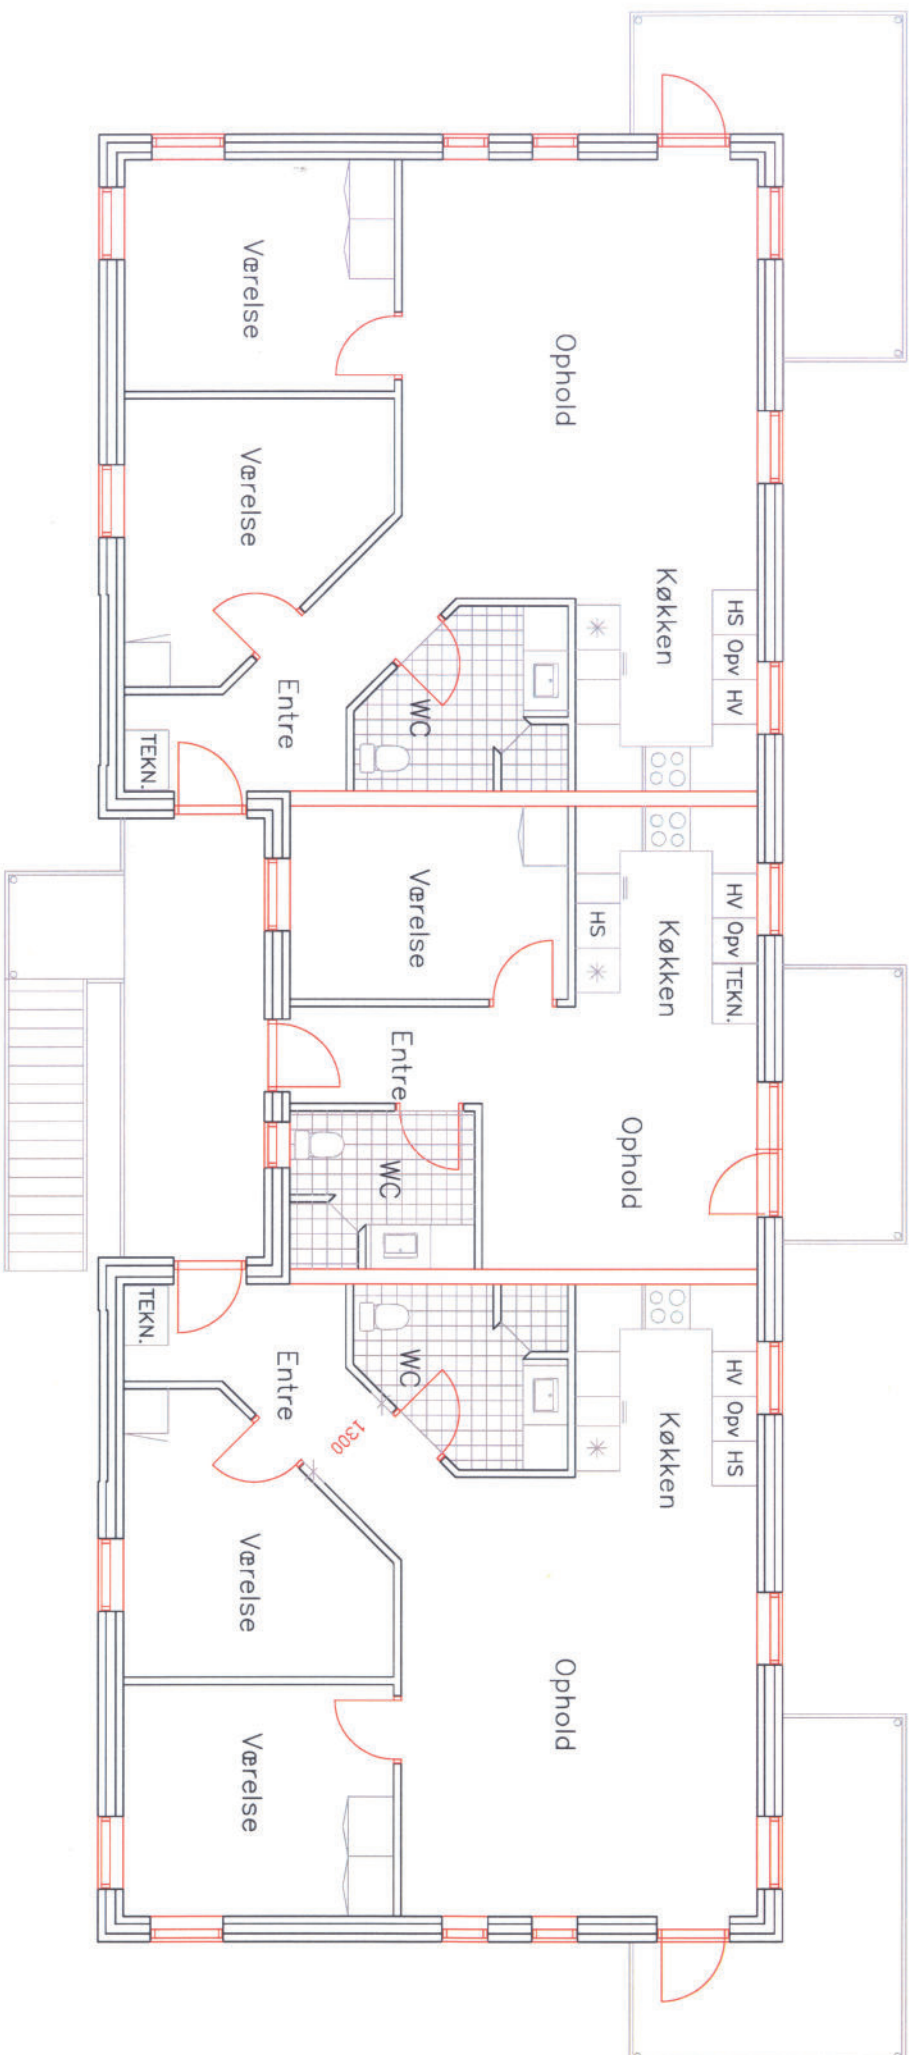 Værelse
Værelse
Ophold
Køkken
HS
Opv
HV
WC
Entre
TEKN.
Værelse
Køkken
HV
Opv
TEKN.
HS
Entre
WC
Ophold
TEKN.
Entre
WC
1300
Køkken
HV
Opv
HS
Værelse
Værelse
Ophold